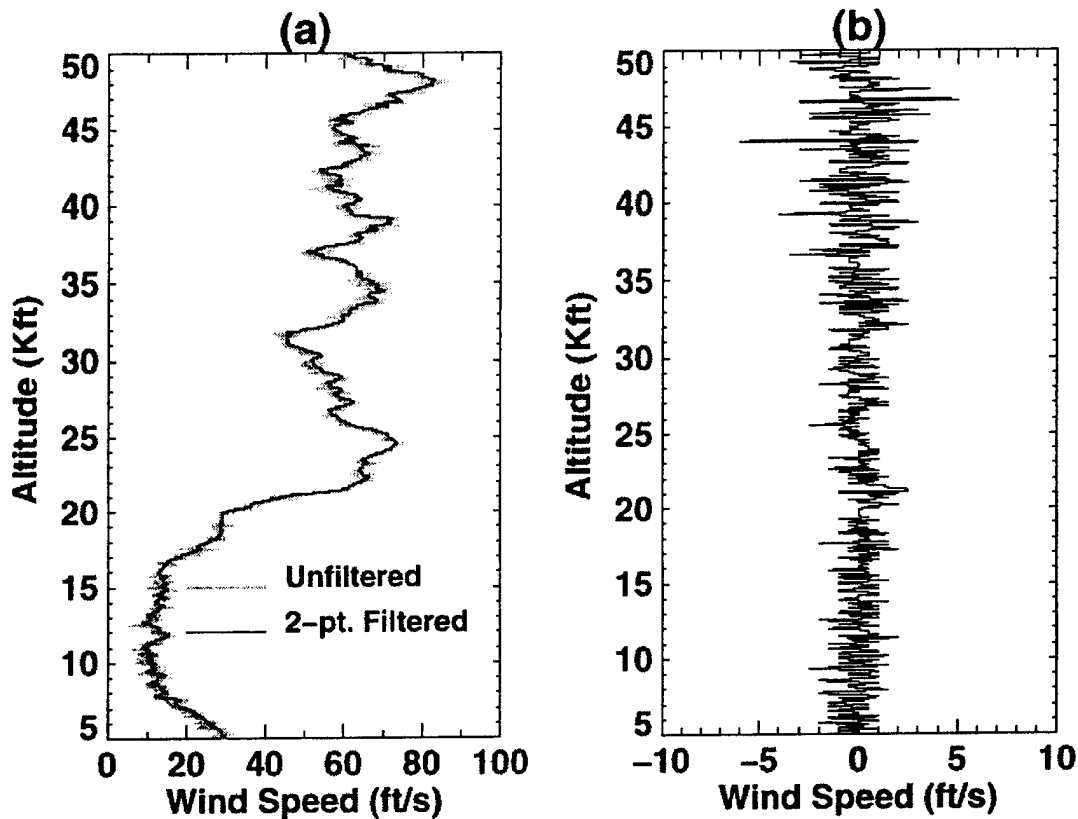 (a)
50
45
40
35
30
25
20
15
10
5
Altitude (Kft)
Unfiltered
2-pt. Filtered
0 20 40 60 80 100
Wind Speed (ft/s)
(b)
50
45
40
35
30
25
20
15
10
5
Altitude (Kft)
-10 -5 0 5 10
Wind Speed (ft/s)